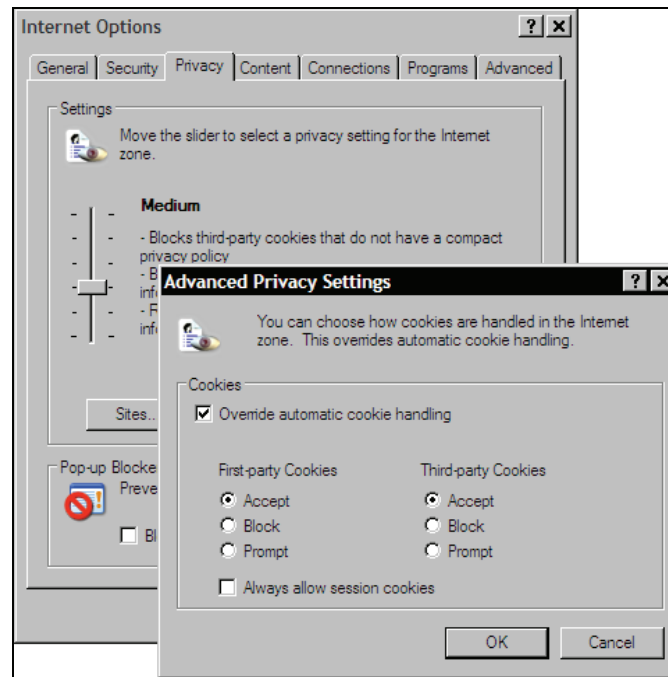 Internet Options
General Security Privacy Content Connections Programs Advanced
Settings
Move the slider to select a privacy setting for the Internet
zone.
Medium
- Blocks third-party cookies that do not have a compact
privacy policy
- B
info
- R
info
Sites..
Pop-up Blocke
Preve
Bl
Advanced Privacy Settings
You can choose how cookies are handled in the Internet
zone. This overrides automatic cookie handling.
Cookies
Override automatic cookie handling
First-party Cookies Third-party Cookies
Accept Accept
Block Block
Prompt Prompt
Always allow session cookies
OK Cancel